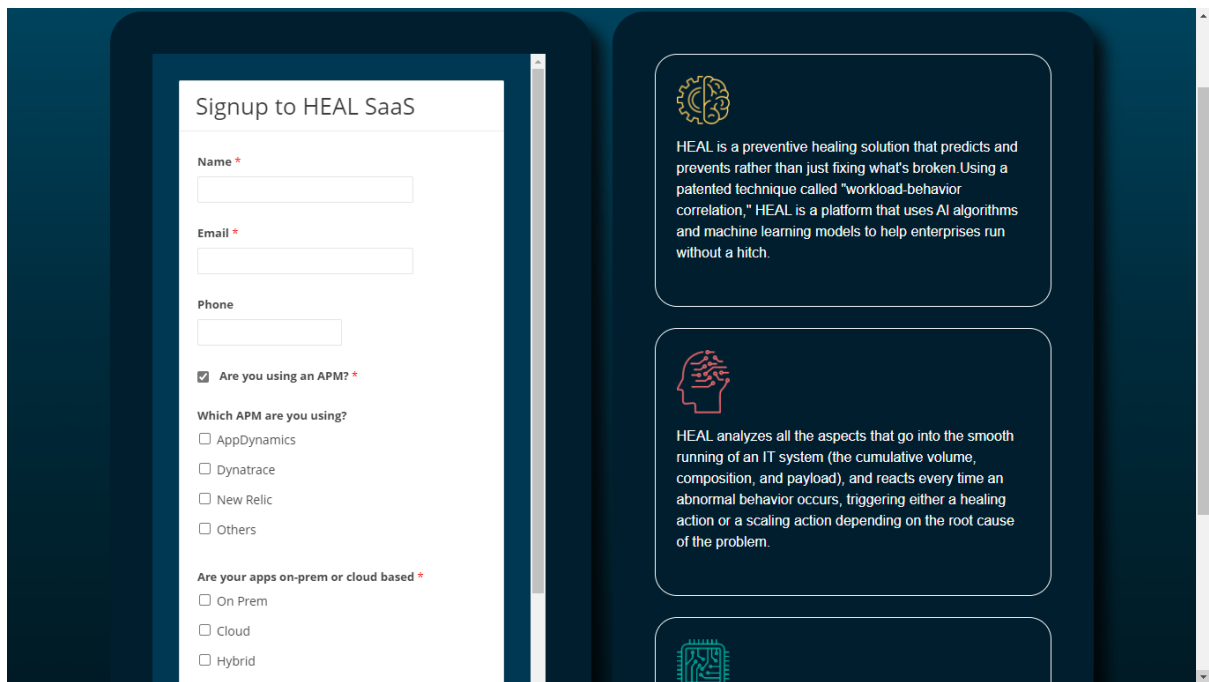 Signup to HEAL SaaS
Name *
Email *
Phone
Are you using an APM? *
Which APM are you using?
AppDynamics
Dynatrace
New Relic
Others
Are your apps on-prem or cloud based *
On Prem
Cloud
Hybrid
HEAL is a preventive healing solution that predicts and
prevents rather than just fixing what's broken.Using a
patented technique called "workload-behavior
correlation," HEAL is a platform that uses AI algorithms
and machine learning models to help enterprises run
without a hitch.
HEAL analyzes all the aspects that go into the smooth
running of an IT system (the cumulative volume,
composition, and payload), and reacts every time an
abnormal behavior occurs, triggering either a healing
action or a scaling action depending on the root cause
of the problem.